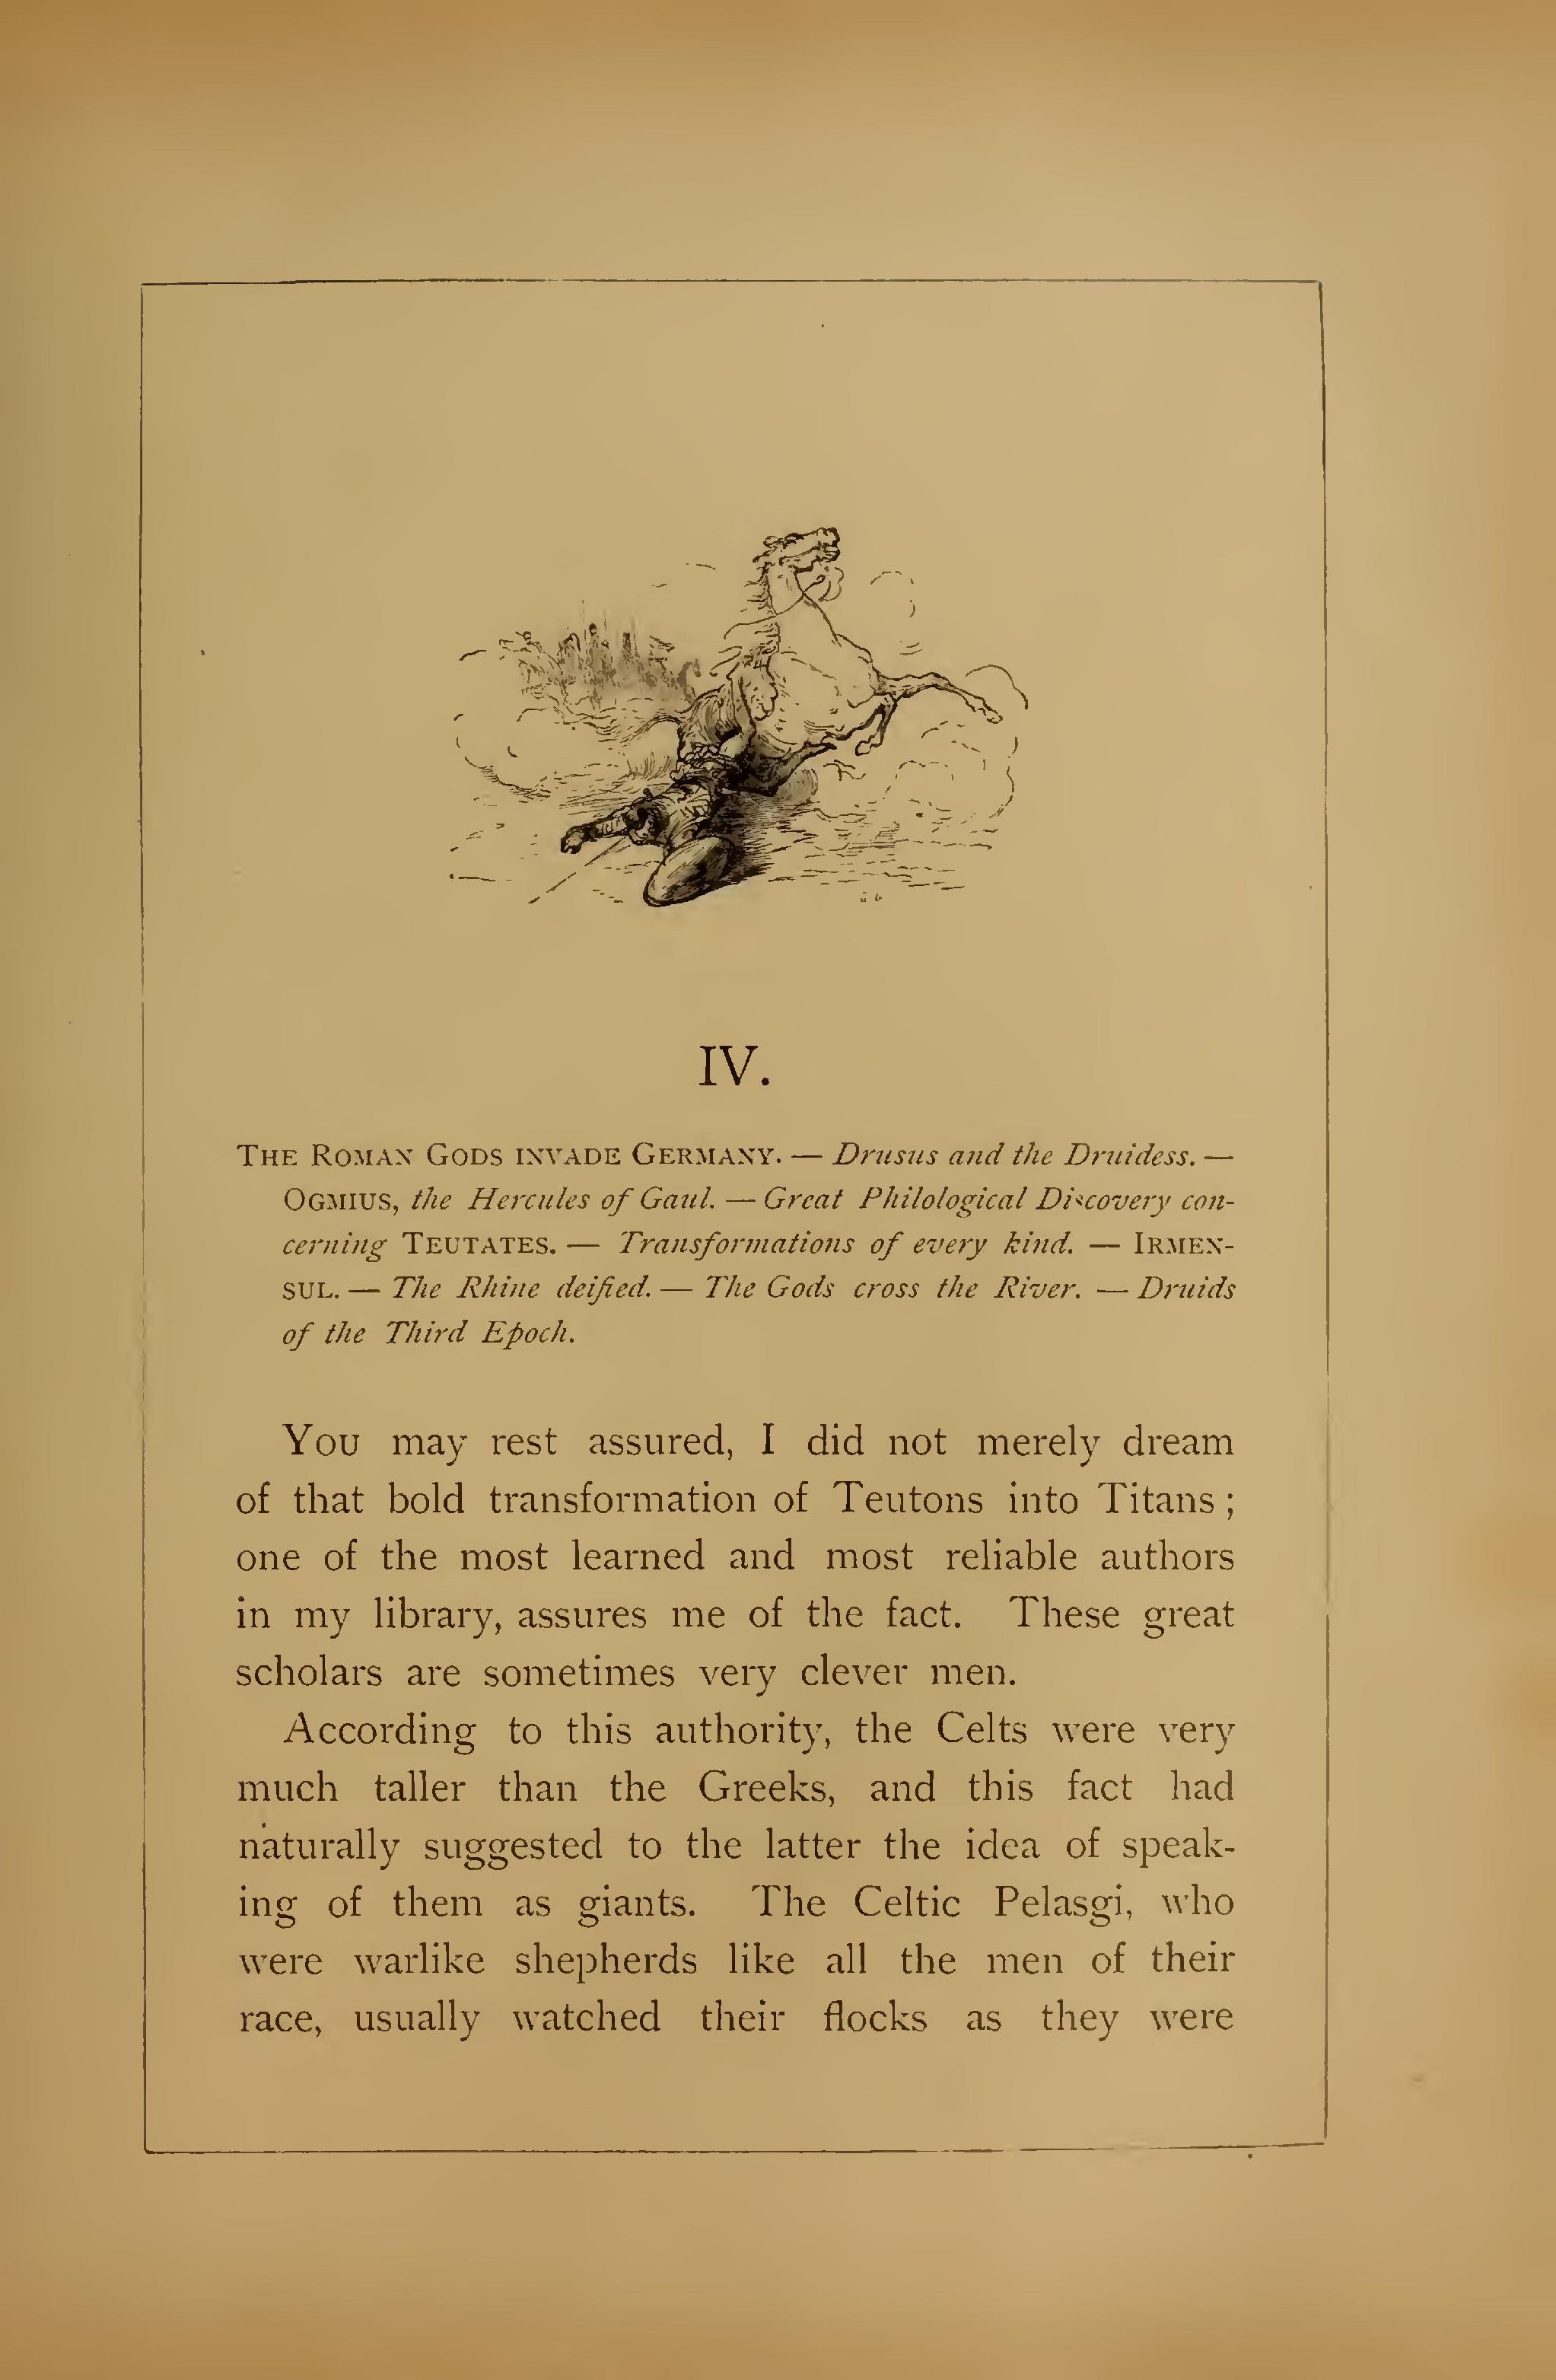 IV.
THE ROMAN GODS INVADE GERMANY. — Drusus and the Druidess. —
OGMIUS, the Hercules of Gaul. — Great Philological Discovery con-
cerning TEUTATES. — Transformations of every kind. — IRMEN-
SUL. — The Rhine deified. — The Gods cross the River. — Druids
of the Third Epoch.
YOU may rest assured, I did not merely dream
of that bold transformation of Teutons into Titans ;
one of the most learned and most reliable authors
in my library, assures me of the fact. These great
scholars are sometimes very clever men.
According to this authority, the Celts were very
much taller than the Greeks, and this fact had
naturally suggested to the latter the idea of speak-
ing of them as giants. The Celtic Pelasgi, who
were warlike shepherds like all the men of their
race, usually watched their flocks as they were